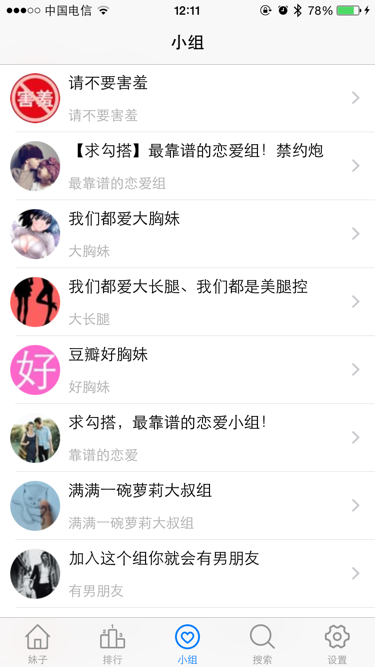 中国电信 12:11 78%
小组
害羞
请不要害羞
请不要害羞
【求勾搭】最靠谱的恋爱组！禁约炮
最靠谱的恋爱组
我们都爱大胸妹
大胸妹
我们都爱大长腿、我们都是美腿控
大长腿
好
豆瓣好胸妹
好胸妹
求勾搭，最靠谱的恋爱小组！
靠谱的恋爱
满满一碗萝莉大叔组
满满一碗萝莉大叔组
加入这个组你就会有男朋友
有男朋友
妹子 排行 小组 搜索 设置